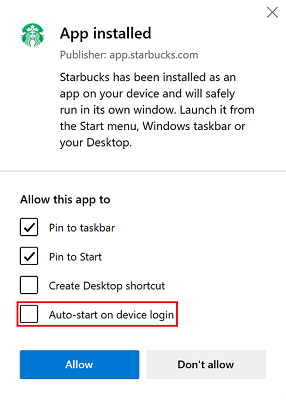 App installed
Publisher: app.starbucks.com
Starbucks has been installed as an
app on your device and will safely
run in its own window. Launch it from
the Start menu, Windows taskbar or
your Desktop.
Allow this app to
Pin to taskbar
Pin to Start
Create Desktop shortcut
Auto-start on device login
Allow
Don't allow